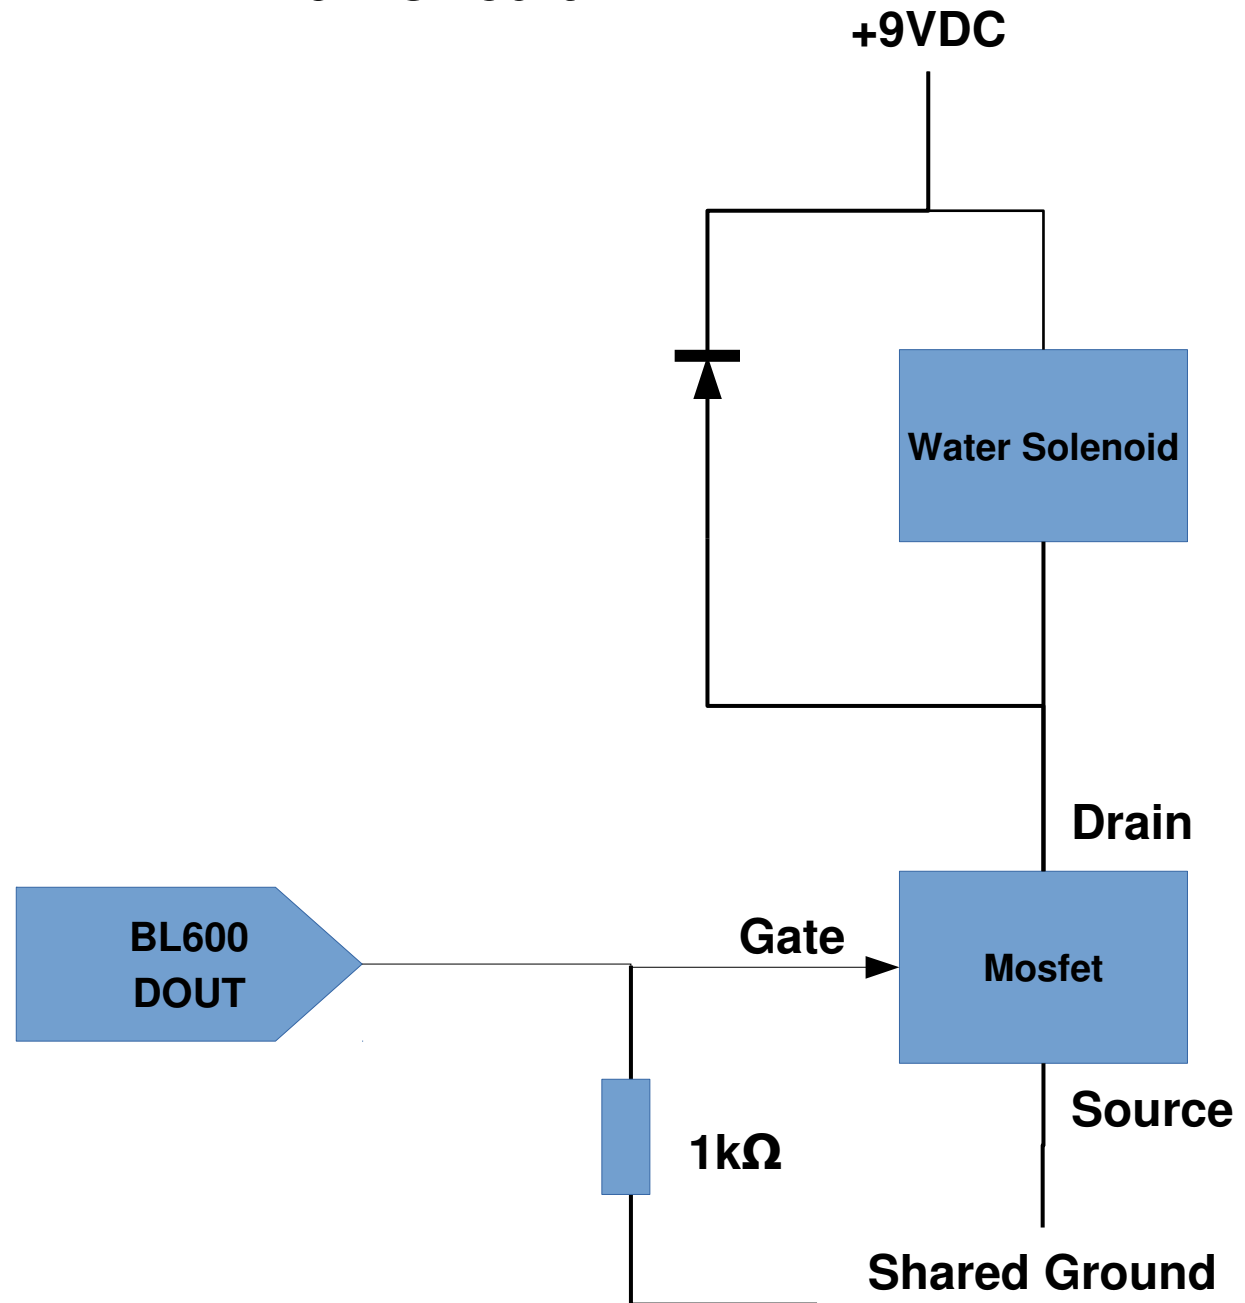 +9VDC
Water Solenoid
Drain
BL600
DOUT
Gate
Mosfet
Source
1kΩ
Shared Ground